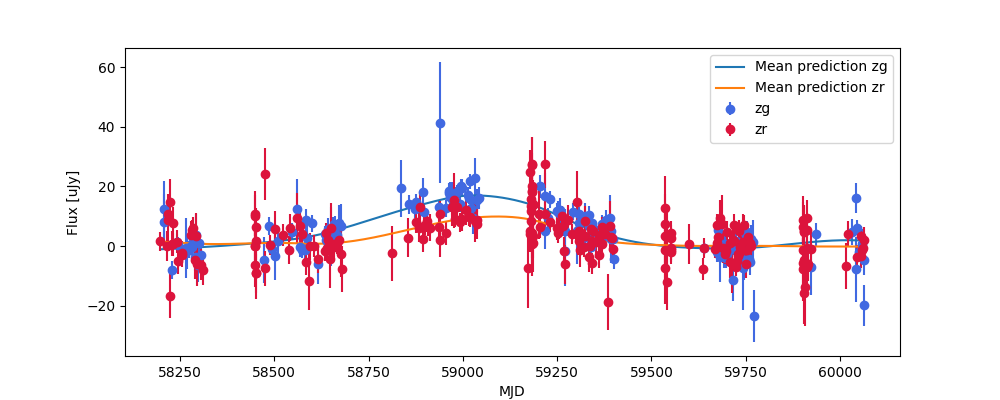 60
40
20
0
−20
Flux [uJy]
58250 58500 58750 59000 59250 59500 59750 60000
MJD
Mean prediction zg
Mean prediction zr
zg
zr